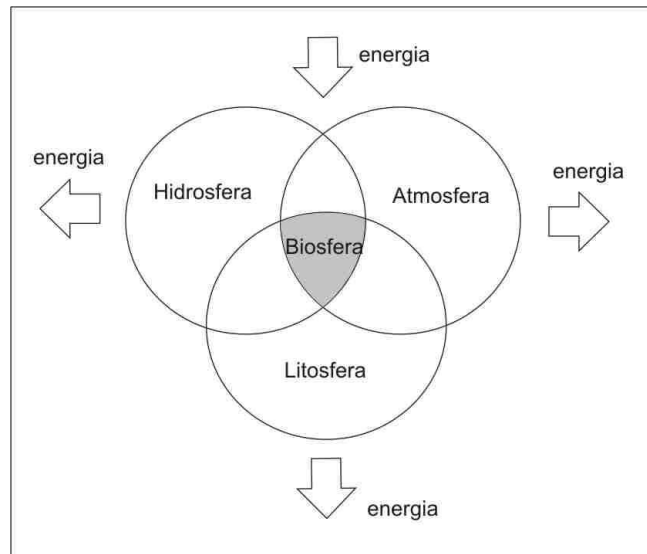 energia
energia
energia
Hidrosfera
Atmosfera
Biosfera
Litosfera
energia